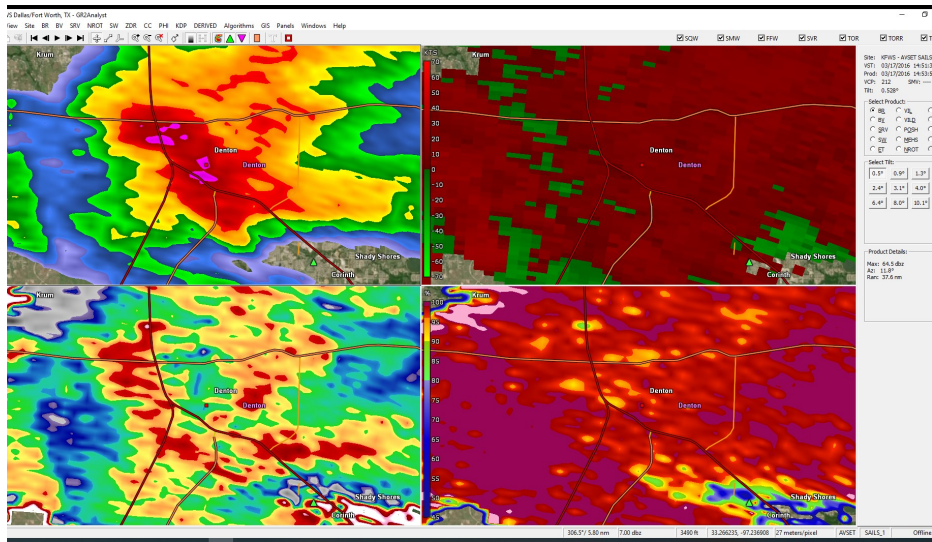 WS Dallas/Fort Worth, TX - GR2Analyst
View Site BR BV SRV NROT SW ZDR CC PHI KDP DERIVED Algorithms GIS Panels Windows Help
SQW SMW FFW SVR TOR TORR
Krum
Denton
Denton
Shady Shores
Corinth
KTS
70
60
50
40
30
20
10
0
-10
-20
-30
-40
-50
-60
-70
Krum
Denton
Denton
Shady Shores
Corinth
Site: KFWS - AVSET SAILS
VST: 03/17/2016 14:51:3
Prod: 03/17/2016 14:53:5
VCP: 212 SMV: ---
Tilt: 0.528°
Select Product:
BR VIL
BV VILD
SRV POSH
SW MEHS
ET NROT
Select Tilt:
0.5° 0.9° 1.3°
2.4° 3.1° 4.0°
6.4° 8.0° 10.1°
Product Details:
Max: 64.5 dbz
Az: 11.8°
Ran: 37.6 nm
Krum
Denton
Denton
Shady Shores
Corinth
%
100
95
90
85
80
75
70
65
60
55
50
45
Krum
Denton
Denton
Shady Shores
Corinth
306.5°/ 5.80 nm 7.00 dbz 3490 ft 33.266235, -97.236908 27 meters/pixel AVSET SAILS_1 Offline